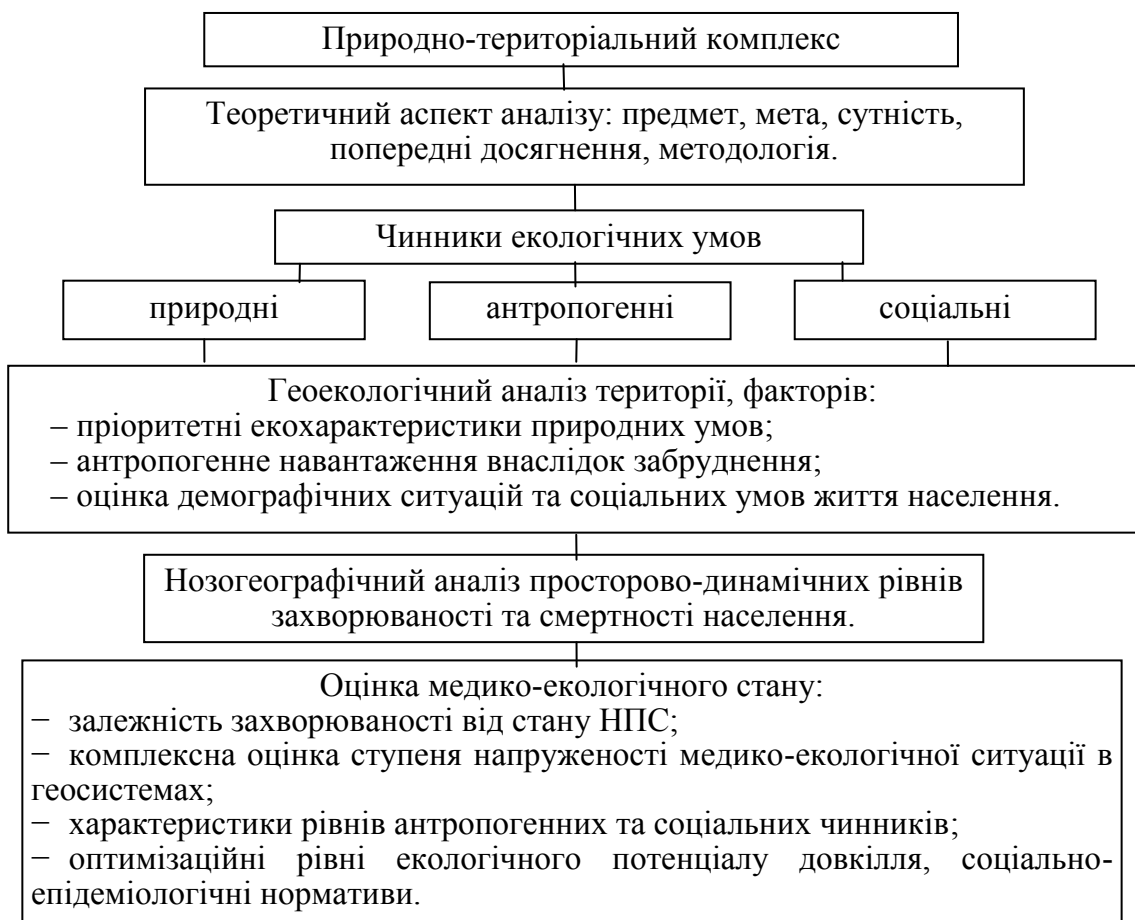 Природно-територіальний комплекс
Теоретичний аспект аналізу: предмет, мета, сутність,
попередні досягнення, методологія.
Чинники екологічних умов
природні
антропогенні
соціальні
Геоекологічний аналіз території, факторів:
– пріоритетні екохарактеристики природних умов;
– антропогенне навантаження внаслідок забруднення;
– оцінка демографічних ситуацій та соціальних умов життя населення.
Нозогеографічний аналіз просторово-динамічних рівнів
захворюваності та смертності населення.
Оцінка медико-екологічного стану:
− залежність захворюваності від стану НПС;
− комплексна оцінка ступеня напруженості медико-екологічної ситуації в
геосистемах;
− характеристики рівнів антропогенних та соціальних чинників;
− оптимізаційні рівні екологічного потенціалу довкілля, соціально-
епідеміологічні нормативи.